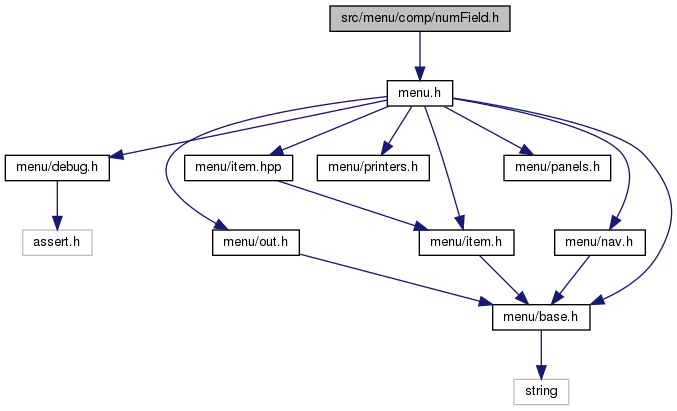 src/menu/comp/numField.h
menu.h
menu/debug.h
menu/item.hpp
menu/printers.h
menu/panels.h
assert.h
menu/out.h
menu/item.h
menu/nav.h
menu/base.h
string